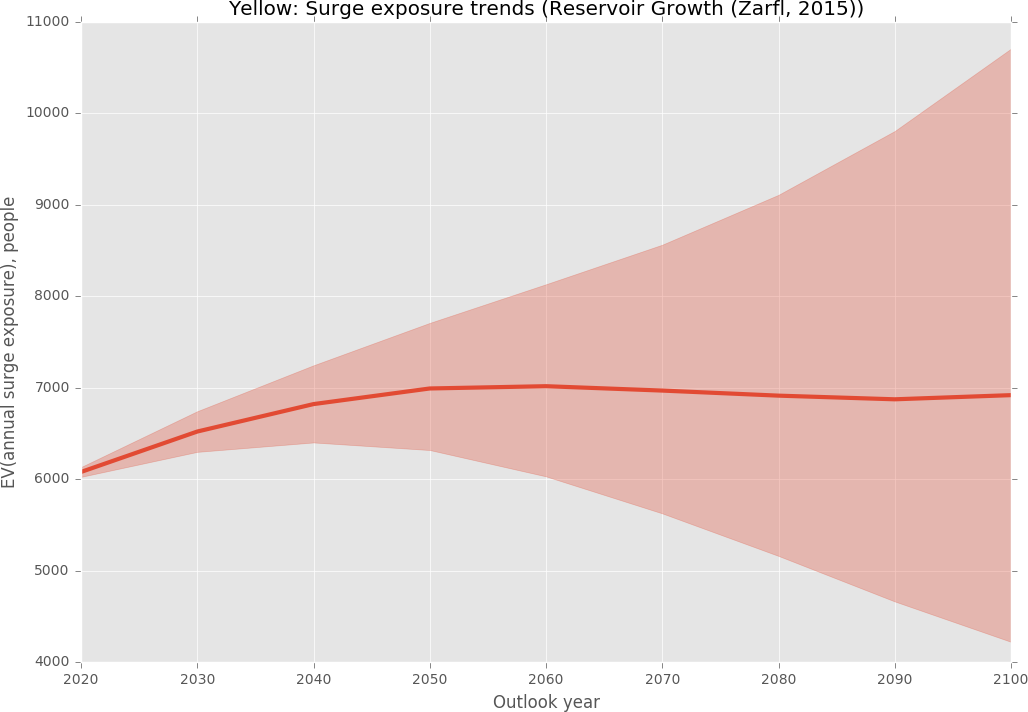 Yellow: Surge exposure trends (Reservoir Growth (Zarfl, 2015))
11000
10000
9000
8000
7000
6000
5000
4000
EV(annual surge exposure), people
2020 2030 2040 2050 2060 2070 2080 2090 2100
Outlook year